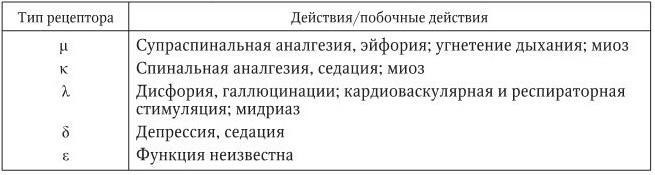 Тип рецептора Действия/побочные действия
μ Супраспинальная аналгезия, эйфория; угнетение дыхания; миоз
κ Спинальная аналгезия, седация; миоз
λ Дисфория, галлюцинации; кардиоваскулярная и респираторная
стимуляция; мидриаз
δ Депрессия, седация
ε Функция неизвестна